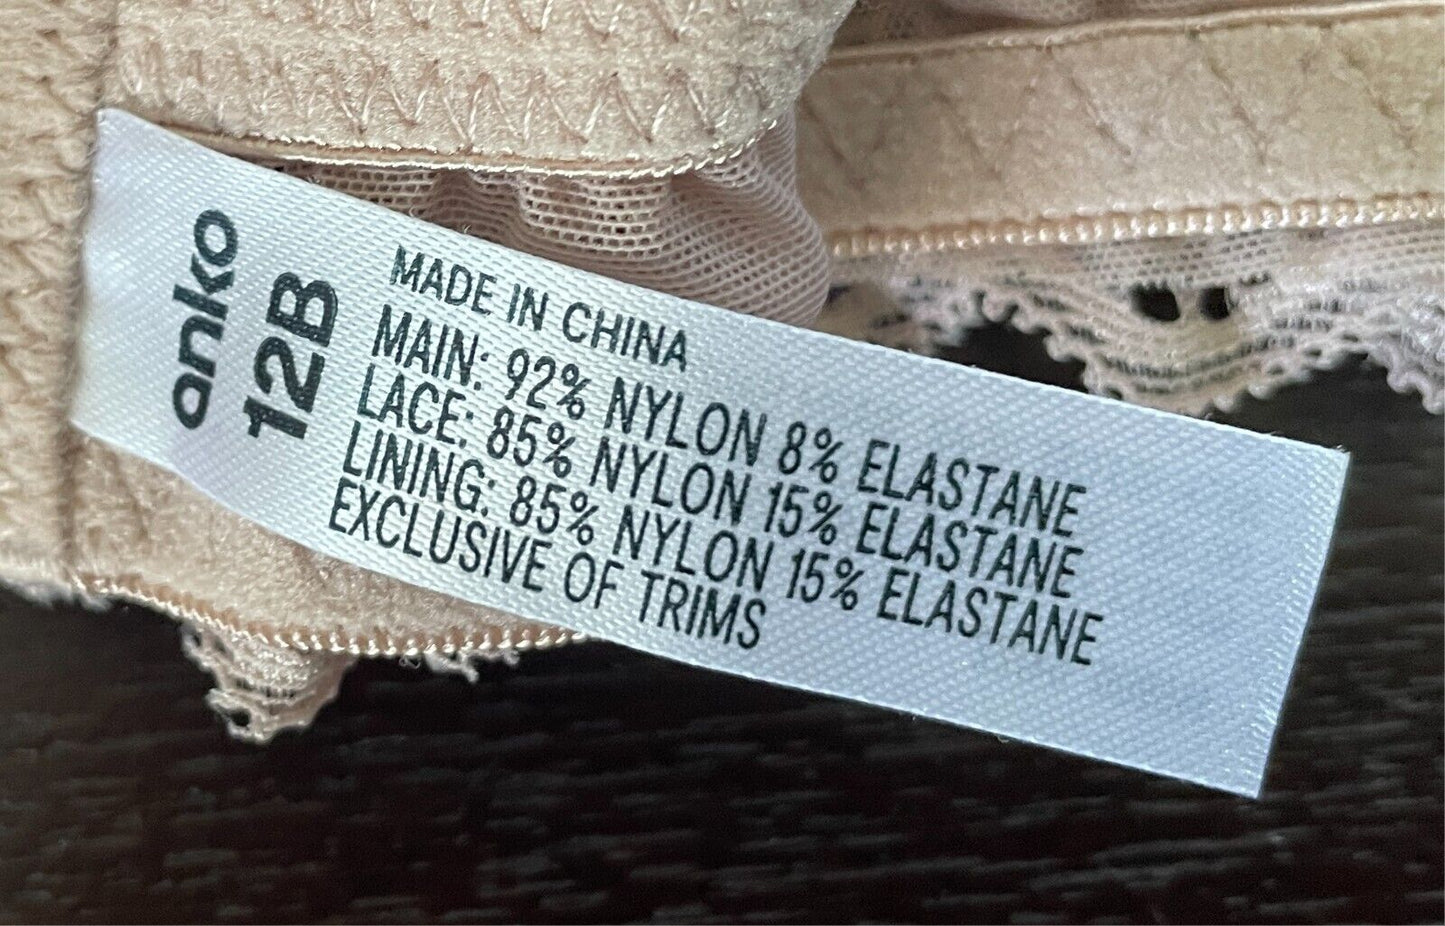 anko
12B
MADE IN CHINA
MAIN: 92% NYLON 8% ELASTANE
LACE: 85% NYLON 15% ELASTANE
LINING: 85% NYLON 15% ELASTANE
EXCLUSIVE OF TRIMS